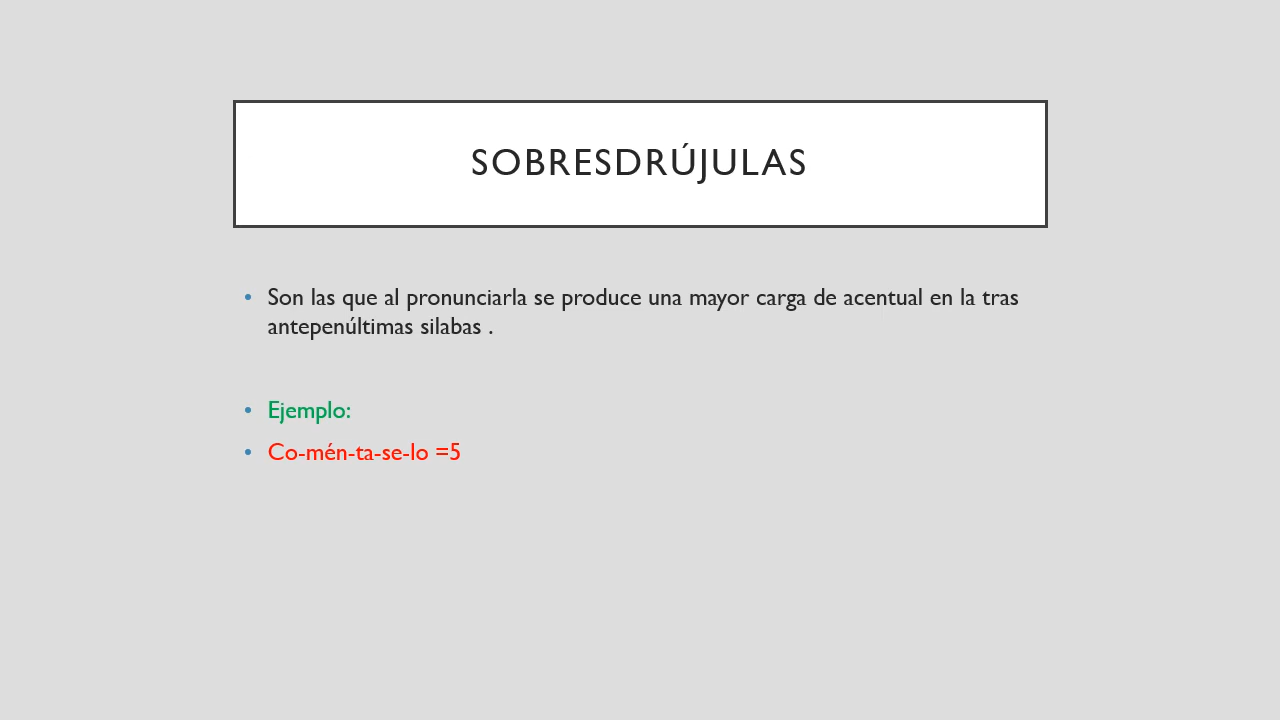 SOBRESDRÚJULAS
• Son las que al pronunciarla se produce una mayor carga de acentual en la tras
antepenúltimas silabas .
• Ejemplo:
• Co-mén-ta-se-lo =5